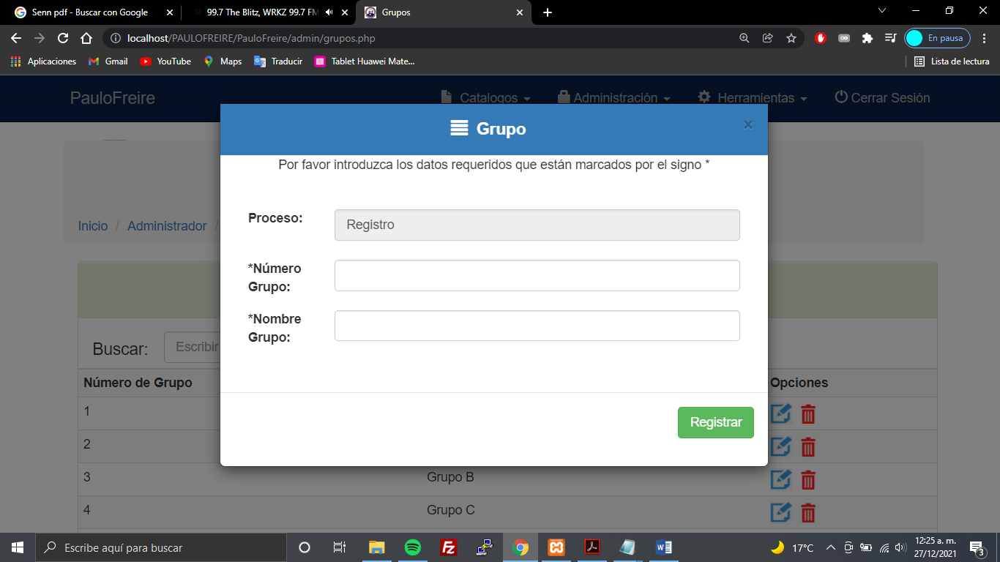 Senn pdf - Buscar con Google
99.7 The Blitz, WRKZ 99.7 FM
Grupos
localhost/PAULOFREIRE/PauloFreire/admin/grupos.php
En pausa
Aplicaciones
Gmail
YouTube
Maps
Traducir
Tablet Huawei Mate...
Lista de lectura
PauloFreire
Catalogos
Administración
Herramientas
Cerrar Sesión
Grupo
×
Por favor introduzca los datos requeridos que están marcados por el signo *
Inicio / Administrador /
Proceso:
Registro
*Número
Grupo:
*Nombre
Grupo:
Registrar
Buscar:
Escribir
Número de Grupo
Opciones
1
2
3
Grupo B
4
Grupo C
Escribe aquí para buscar
17°C
12:25 a. m.
27/12/2021
3